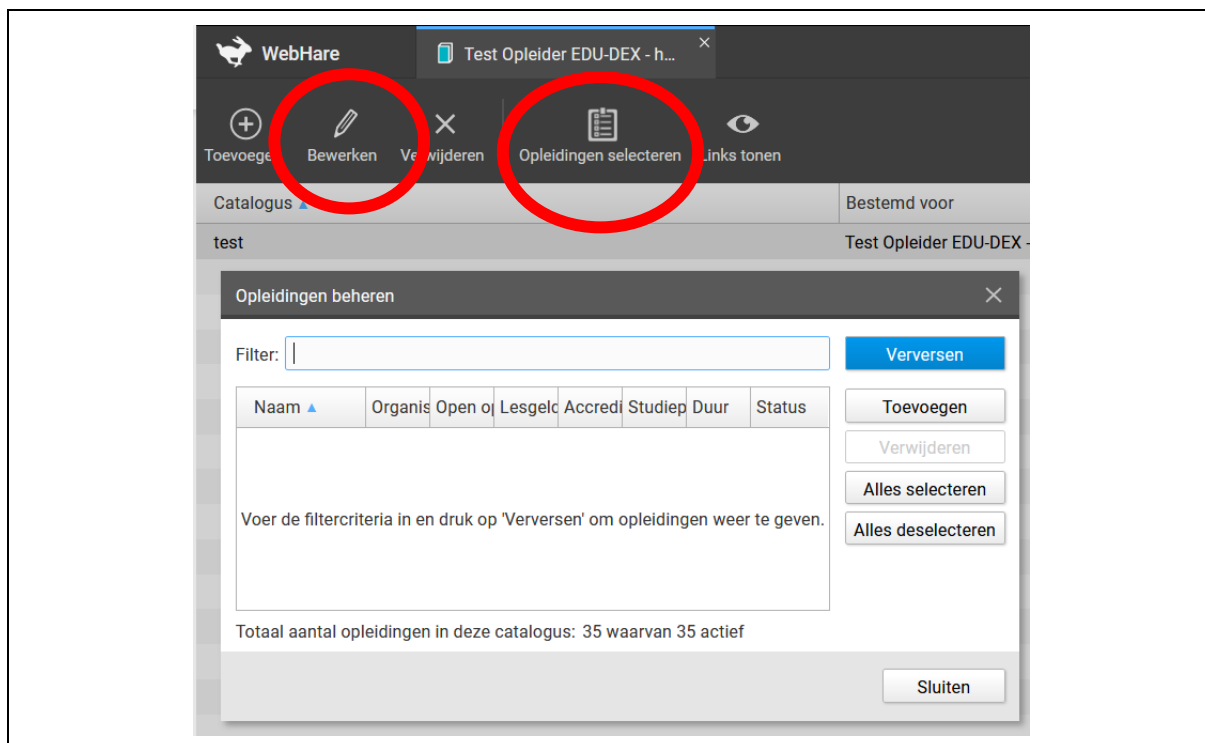 WebHare
Test Opleider EDU-DEX - h...
Toevoege Bewerken Verwijderen Opleidingen selecteren Links tonen
Catalogus Bestemd voor
test Test Opleider EDU-DEX -
Opleidingen beheren
Filter: Verversen
Naam Organis Open o Lesgeld Accredi Studiep Duur Status Toevoegen
Verwijderen
Alles selecteren
Voer de filtercriteria in en druk op 'Verversen' om opleidingen weer te geven.
Alles deselecteren
Totaal aantal opleidingen in deze catalogus: 35 waarvan 35 actief
Sluiten